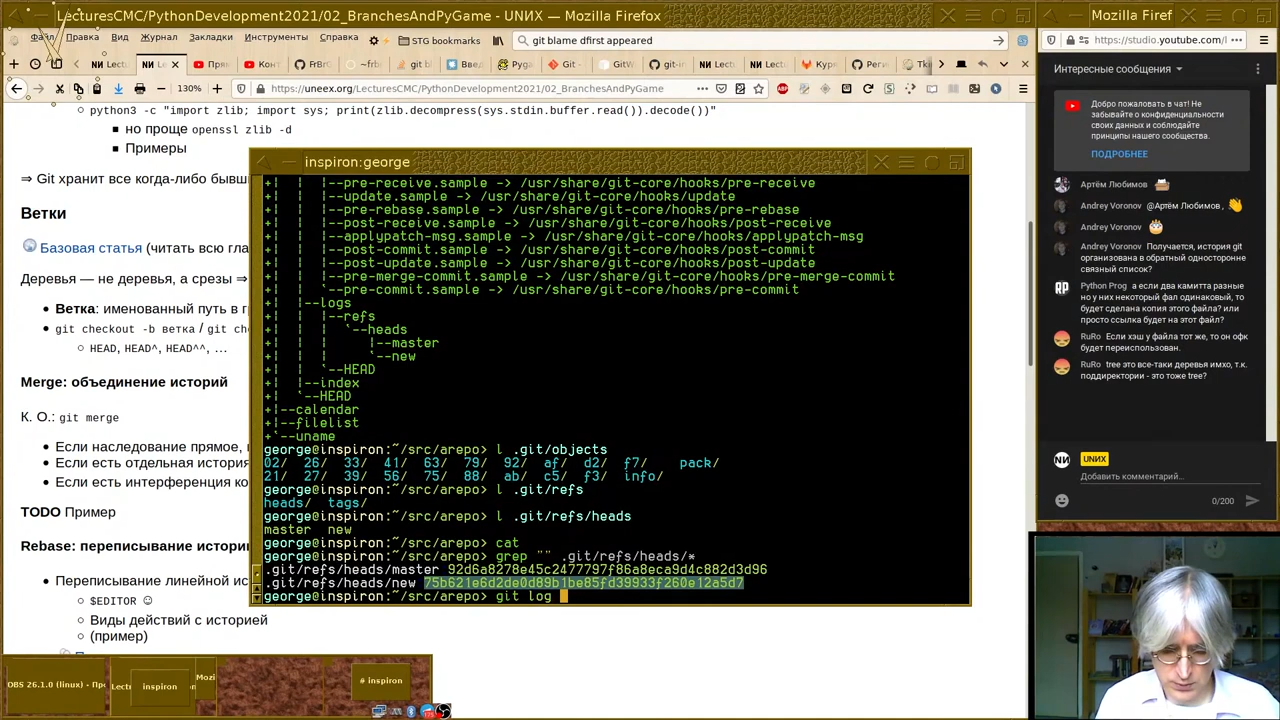 LecturesCMC/PythonDevelopment2021/02_BranchesAndPyGame - UNИX — Mozilla Firefox
Файл Правка Вид Журнал Закладки Инструменты Справка
STG bookmarks
git blame dfirst appeared
130%
https://uneex.org/LecturesCMC/PythonDevelopment2021/02_BranchesAndPyGame
python3 -c "import zlib; import sys; print(zlib.decompress(sys.stdin.buffer.read()).decode())"
но проще openssl zlib -d
Примеры
⇒ Git хранит все когда-либо бывш
Ветки
Базовая статья (читать всю гла
Деревья — не деревья, а срезы ⇒
Ветка: именованный путь в г
git checkout -b ветка / git che
HEAD, HEAD^, HEAD^^, …
Merge: объединение историй
К. О.: git merge
Если наследование прямое,
Если есть отдельная история
Если есть интерференция ко
TODO Пример
Rebase: переписывание истории
Переписывание линейной ис
$EDITOR ☺
Виды действий с историей
(пример)
inspiron:george
+¦ ¦ ¦--pre-receive.sample -> /usr/share/git-core/hooks/pre-receive
+¦ ¦ ¦--update.sample -> /usr/share/git-core/hooks/update
+¦ ¦ ¦--pre-rebase.sample -> /usr/share/git-core/hooks/pre-rebase
+¦ ¦ ¦--post-receive.sample -> /usr/share/git-core/hooks/post-receive
+¦ ¦ ¦--applypatch-msg.sample -> /usr/share/git-core/hooks/applypatch-msg
+¦ ¦ ¦--post-commit.sample -> /usr/share/git-core/hooks/post-commit
+¦ ¦ ¦--post-update.sample -> /usr/share/git-core/hooks/post-update
+¦ ¦ ¦--pre-merge-commit.sample -> /usr/share/git-core/hooks/pre-merge-commit
+¦ ¦ `--pre-commit.sample -> /usr/share/git-core/hooks/pre-commit
+¦ ¦--logs
+¦ ¦ ¦--refs
+¦ ¦ ¦ `--heads
+¦ ¦ ¦ ¦--master
+¦ ¦ ¦ `--new
+¦ ¦ `--HEAD
+¦ ¦--index
+¦ `--HEAD
+¦--calendar
+¦--filelist
+`--uname
george@inspiron:~/src/arepo> l .git/objects
02/ 26/ 33/ 41/ 63/ 79/ 92/ af/ d2/ f7/ pack/
21/ 27/ 39/ 56/ 75/ 88/ ab/ c5/ f3/ info/
george@inspiron:~/src/arepo> l .git/refs
heads/ tags/
george@inspiron:~/src/arepo> l .git/refs/heads
master new
george@inspiron:~/src/arepo> cat
george@inspiron:~/src/arepo> grep "" .git/refs/heads/*
.git/refs/heads/master 92d6a8278e45c2477797f86a8eca9d4c882d3d96
.git/refs/heads/new 75b621e6d2de0d89b1be85fd39933f260e12a5d7
george@inspiron:~/src/arepo> git log
DBS 26.1.0 (linux) - Пр
Lect
inspiron
Mozi
# inspiron
Mozilla Firef
https://studio.youtube.com/l
Интересные сообщения
Добро пожаловать в чат! Не
забывайте о конфиденциальности
своих данных и соблюдайте
принципы нашего сообщества.
ПОДРОБНЕЕ
Артём Любимов
Andrey Voronov @Артём Любимов,
Andrey Voronov
Andrey Voronov Получается, история git
организована в обратный односторонне
связный список?
Python Prog а если два камитта разные
но у них некоторый фал одинаковый, то
будет сделана копия этого файла? или
просто ссылка будет на этот файл?
RuRo Если хэш у файла тот же, то он офк
будет переиспользован.
RuRo tree это все-таки деревья имхо, т.к.
поддиректории - это тоже tree?
UNИX
Добавить комментарий...
0/200